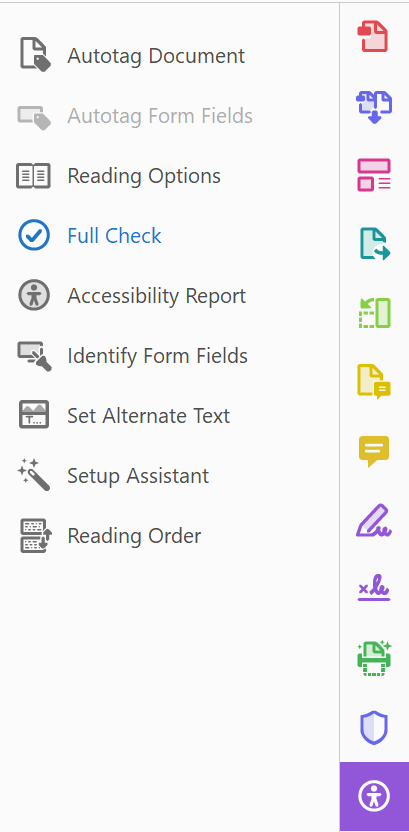 Autotag Document
Autotag Form Fields
Reading Options
Full Check
Accessibility Report
Identify Form Fields
Set Alternate Text
Setup Assistant
Reading Order